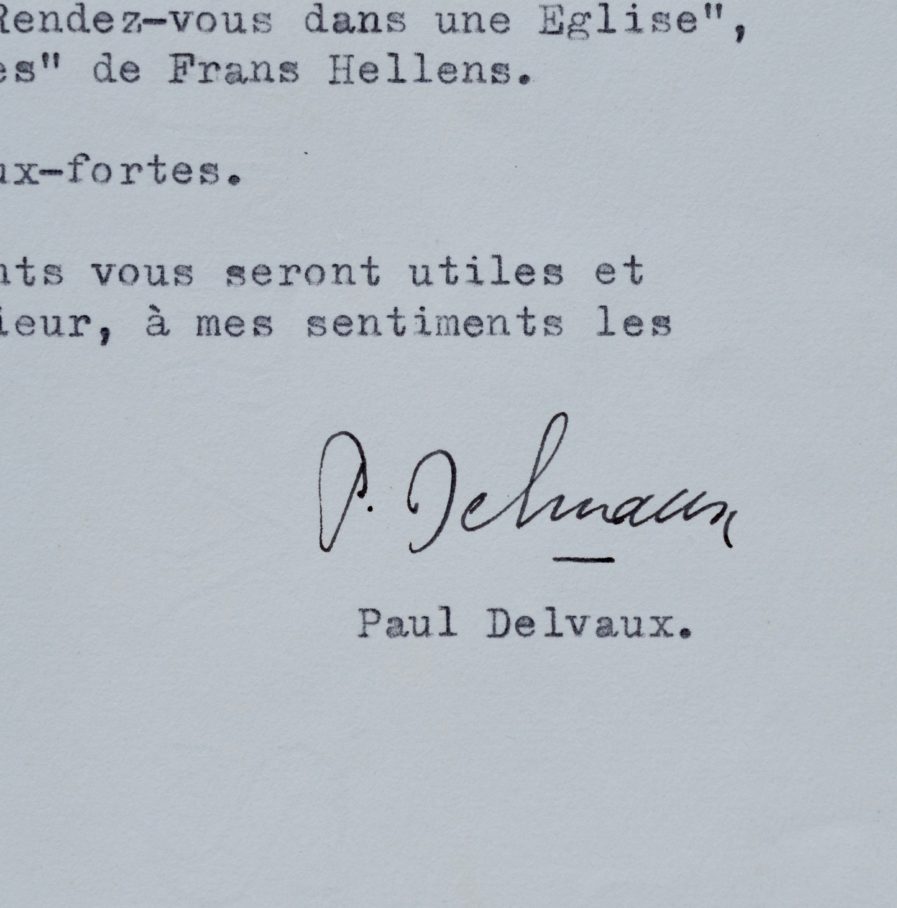 Rendez-vous dans une Eglise",
es" de Frans Hellens.
ux-fortes.
nts vous seront utiles et
ieur, à mes sentiments les
P. Delvaux
Paul Delvaux.